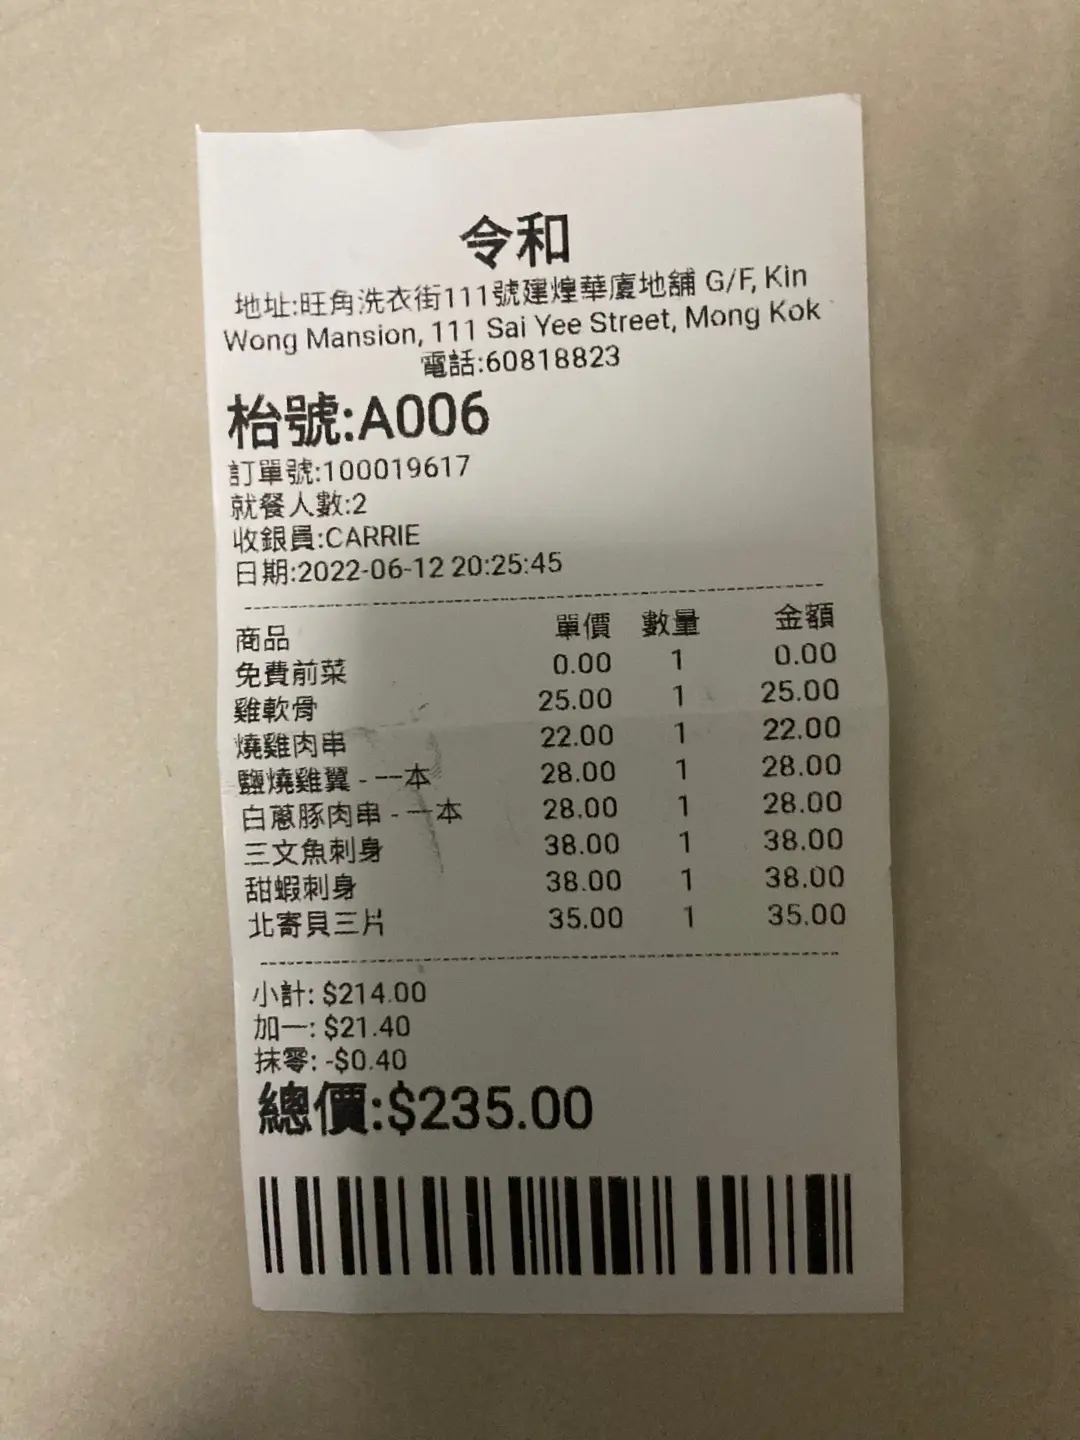 令和
地址:旺角洗衣街111號建煌華廈地舖 G/F, Kin
Wong Mansion, 111 Sai Yee Street, Mong Kok
電話:60818823
枱號:A006
訂單號:100019617
就餐人數:2
收銀員:CARRIE
日期:2022-06-12 20:25:45
商品 單價 數量 金額
免費前菜 0.00 1 0.00
雞軟骨 25.00 1 25.00
燒雞肉串 22.00 1 22.00
鹽燒雞翼 - 一本 28.00 1 28.00
白蔥豚肉串 - 一本 28.00 1 28.00
三文魚刺身 38.00 1 38.00
甜蝦刺身 38.00 1 38.00
北寄貝三片 35.00 1 35.00
小計: $214.00
加一: $21.40
抹零: -$0.40
總價:$235.00